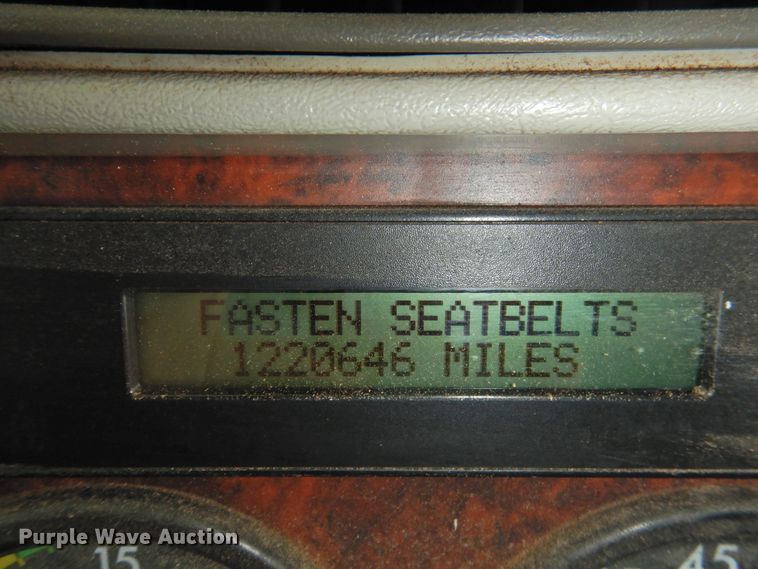 FASTEN SEATBELTS
1220646 MILES
15
45
Purple Wave Auction®